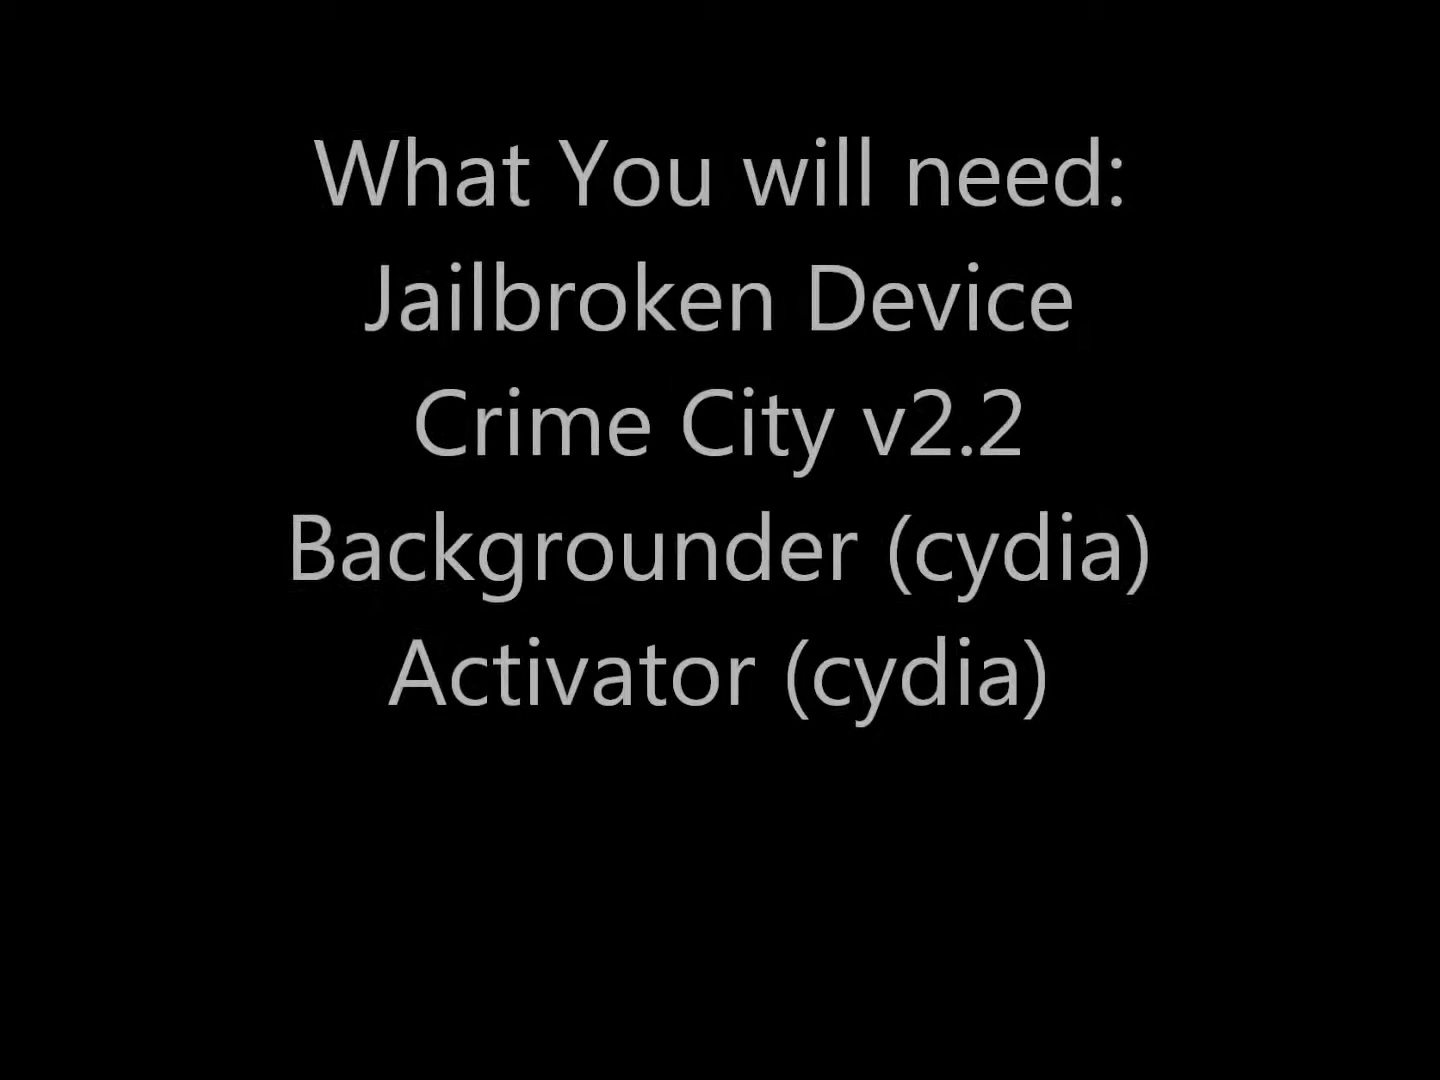 What You will need:
Jailbroken Device
Crime City v2.2
Backgrounder (cydia)
Activator (cydia)